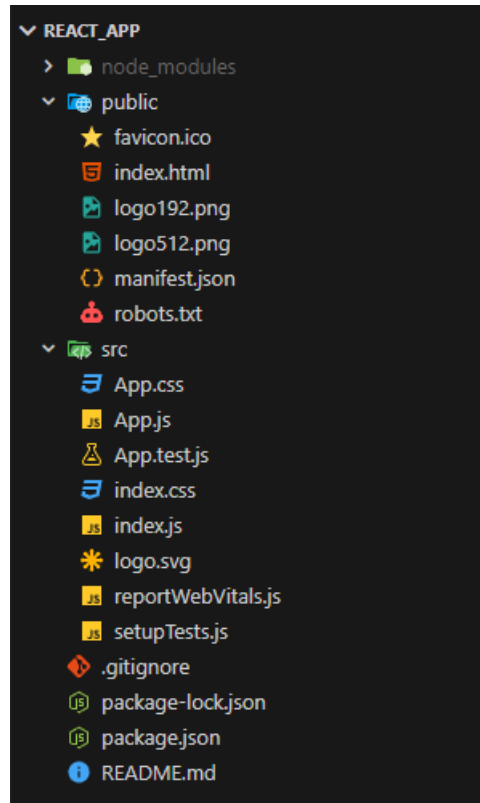 REACT_APP
node_modules
public
favicon.ico
index.html
logo192.png
logo512.png
manifest.json
robots.txt
src
App.css
App.js
App.test.js
index.css
index.js
logo.svg
reportWebVitals.js
setupTests.js
.gitignore
package-lock.json
package.json
README.md